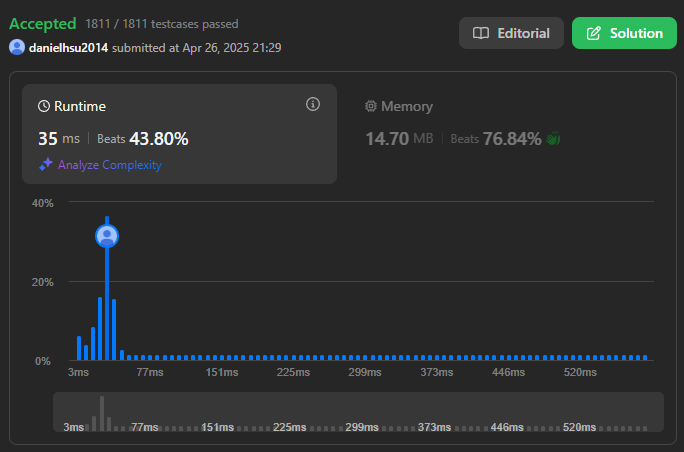 Accepted 1811 / 1811 testcases passed
danielhsu2014 submitted at Apr 26, 2025 21:29
Editorial
Solution
Runtime
35 ms Beats 43.80%
Analyze Complexity
Memory
14.70 MB Beats 76.84%
40%
20%
0%
3ms 77ms 151ms 225ms 299ms 373ms 446ms 520ms
3ms 77ms 151ms 225ms 299ms 373ms 446ms 520ms